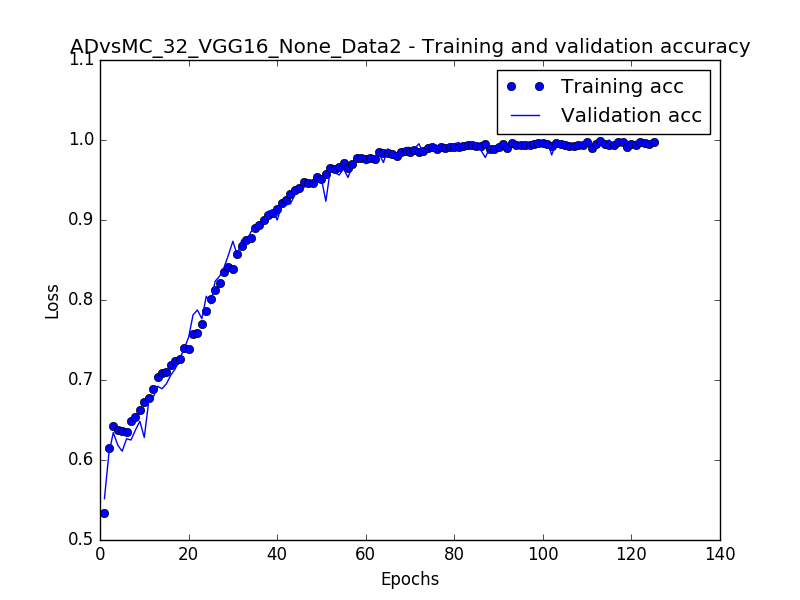 ADvsMC_32_VGG16_None_Data2 - Training and validation accuracy
Training acc
Validation acc
1.1
1.0
0.9
0.8
0.7
0.6
0.5
Loss
0 20 40 60 80 100 120 140
Epochs